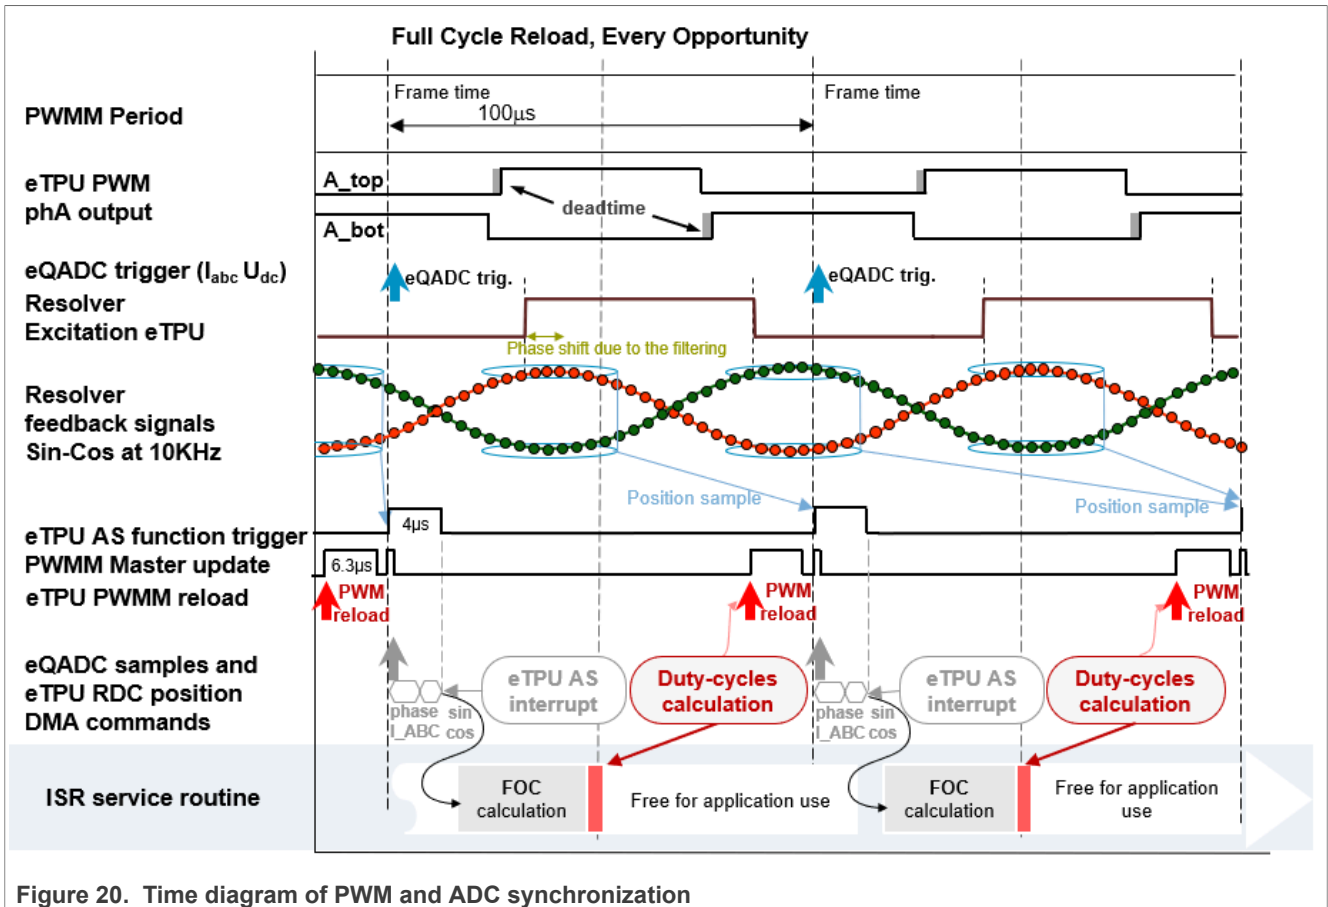 Full Cycle Reload, Every Opportunity
Frame time
Frame time
100µs
PWMM Period
eTPU PWM
phA output
A_top
deadtime
A_bot
eQADC trigger (Iabc Udc)
eQADC trig.
eQADC trig.
Resolver
Excitation eTPU
Phase shift due to the filtering
Resolver
feedback signals
Sin-Cos at 10KHz
Position sample
Position sample
eTPU AS function trigger
4µs
PWMM Master update
6.3µs
eTPU PWMM reload
PWM
reload
PWM
reload
PWM
reload
eQADC samples and
eTPU RDC position
DMA commands
phase
I_ABC
sin
cos
eTPU AS
interrupt
Duty-cycles
calculation
phase
I_ABC
sin
cos
eTPU AS
interrupt
Duty-cycles
calculation
ISR service routine
FOC
calculation
Free for application use
FOC
calculation
Free for application
use
Figure 20. Time diagram of PWM and ADC synchronization